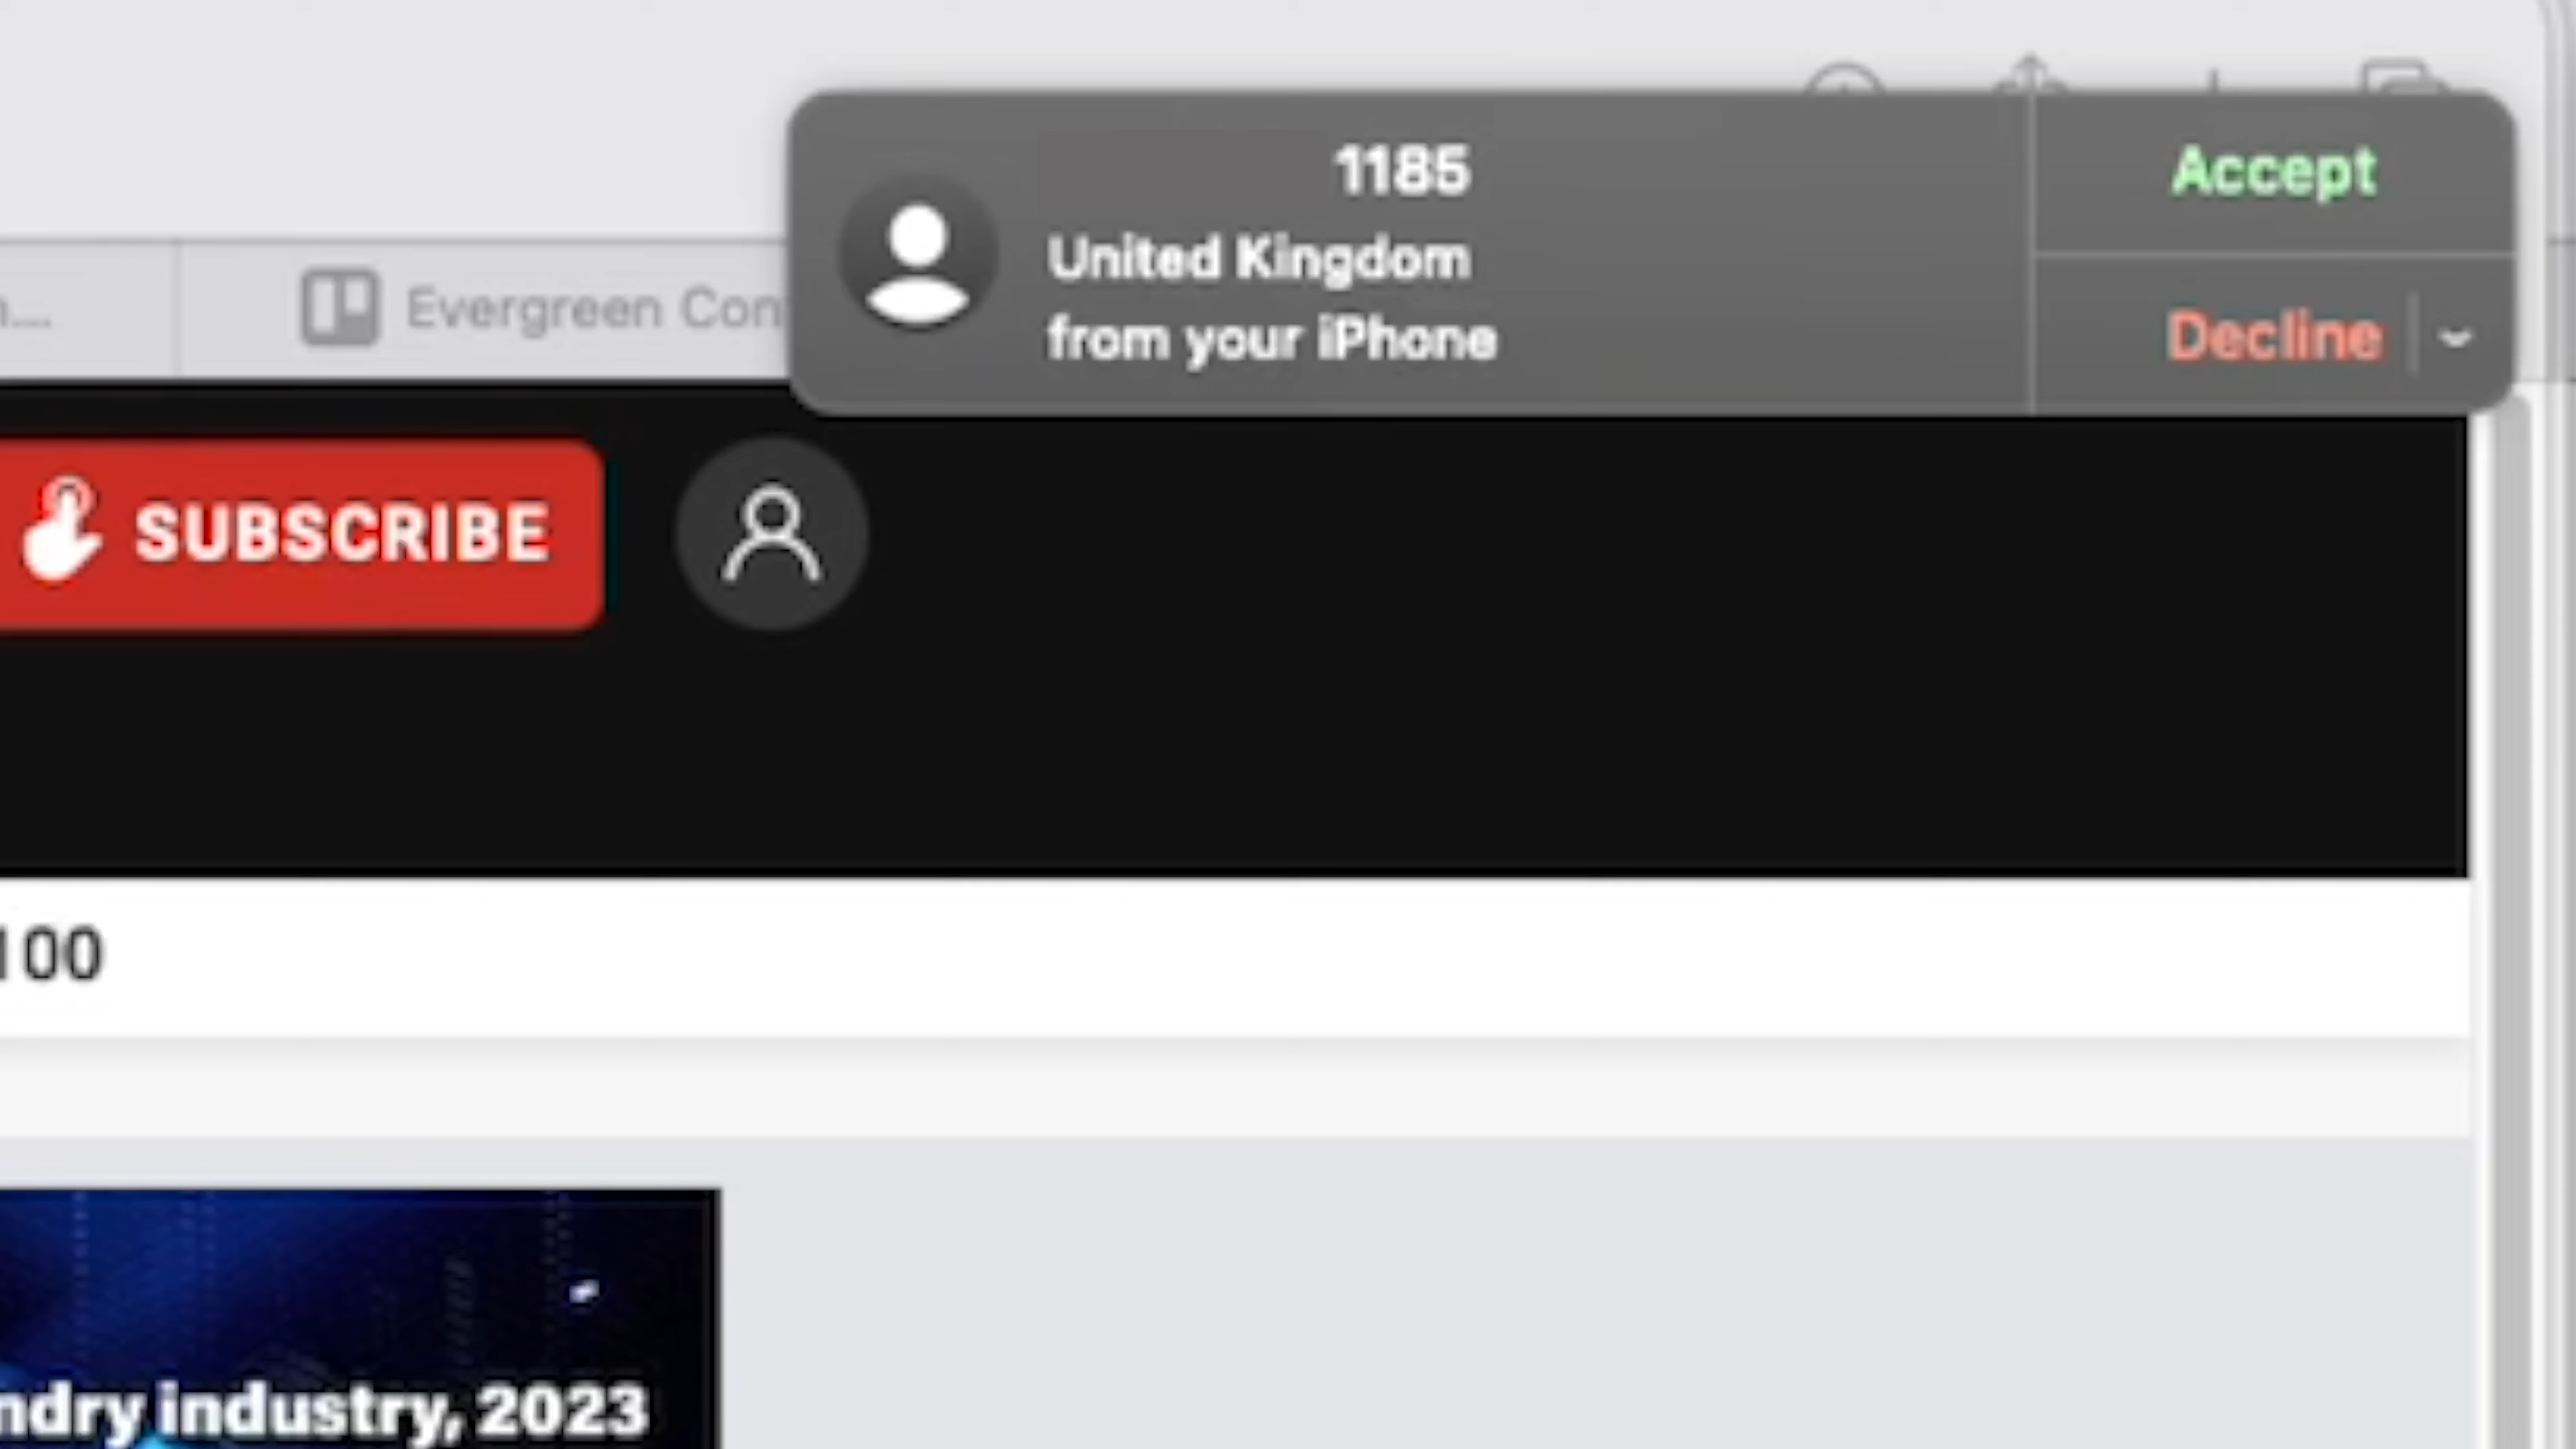 1185
Accept
United Kingdom
from your iPhone
Decline
Evergreen Con
SUBSCRIBE
100
ndry industry, 2023